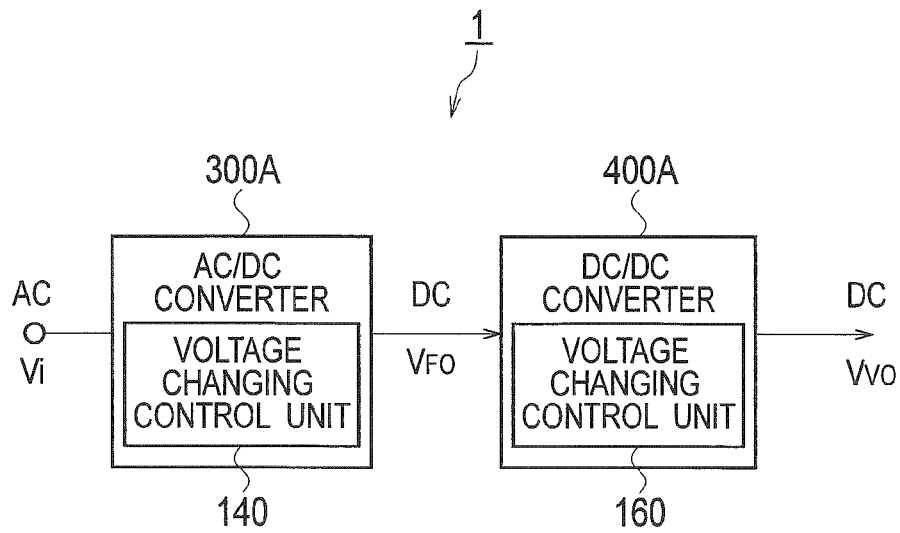 1
300A
400A
AC/DC
CONVERTER
DC/DC
CONVERTER
AC
Vi
DC
VFO
DC
VVO
VOLTAGE
CHANGING
CONTROL UNIT
VOLTAGE
CHANGING
CONTROL UNIT
140
160